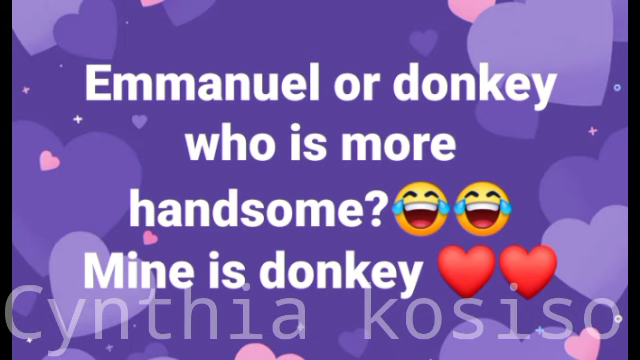 Emmanuel or donkey
who is more
handsome?😂😂
Mine is donkey ❤️❤️
Cynthia kosiso